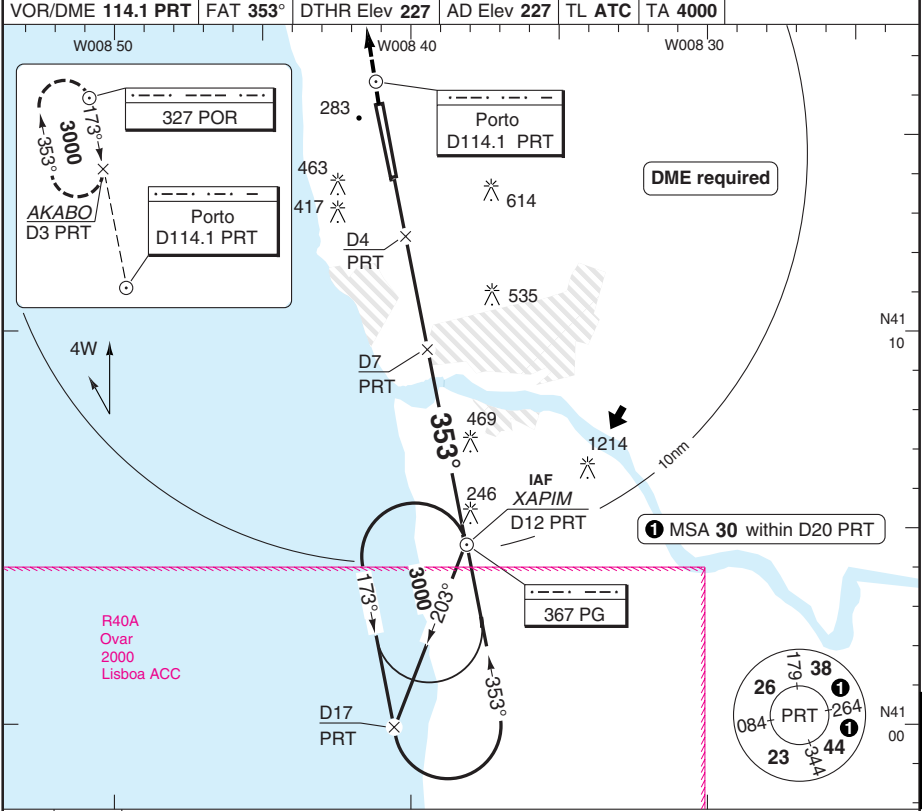 VOR/DME 114.1 PRT FAT 353° DTHR Elev 227 AD Elev 227 TL ATC TA 4000
W008 50
W008 40
W008 30
327 POR
173°
3000
353°
AKABO
D3 PRT
Porto
D114.1 PRT
283
Porto
D114.1 PRT
463
417
614
DME required
D4
PRT
535
N41
10
4W
D7
PRT
353°
469
1214
10nm
246
IAF
XAPIM
D12 PRT
1 MSA 30 within D20 PRT
367 PG
173°
3000
203°
353°
R40A
Ovar
2000
Lisboa ACC
D17
PRT
179
38
26
1
PRT
264
084
1
23
44
344
N41
00